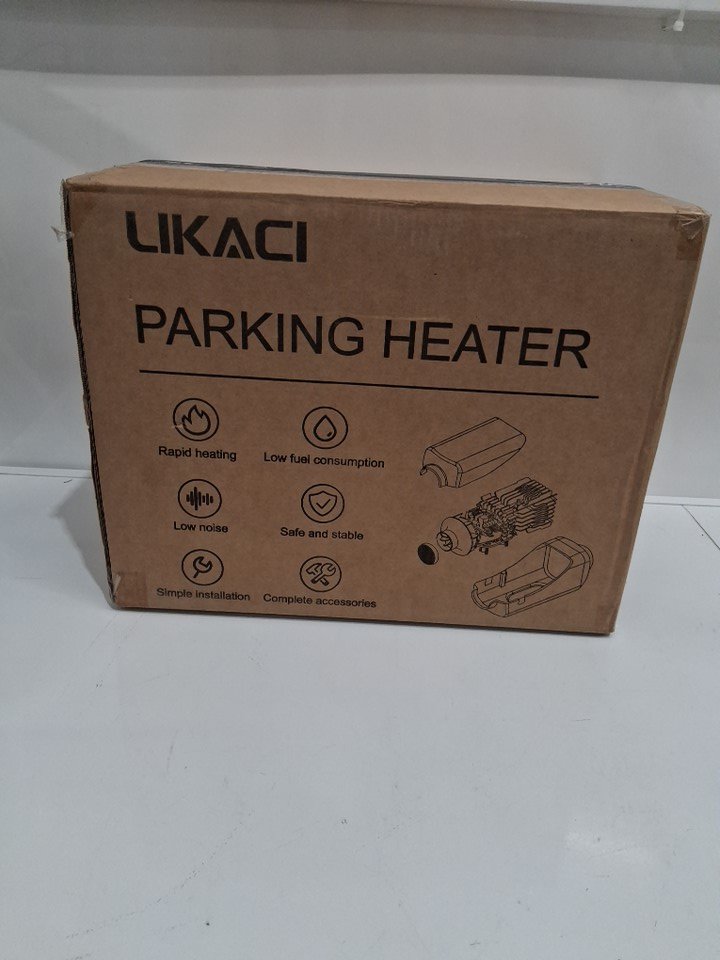 LIKACI
PARKING HEATER
Rapid heating
Low fuel consumption
Low noise
Safe and stable
Simple installation
Complete accessories